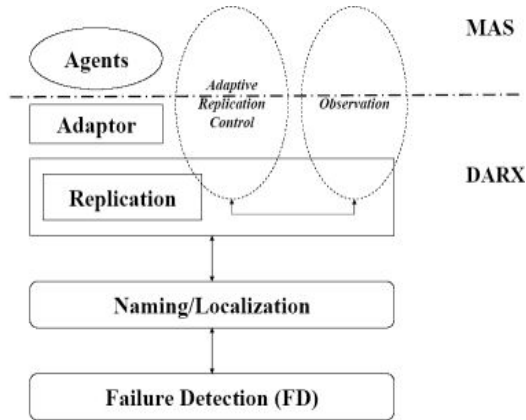 MAS
Agents
Adaptive
Replication
Control
Observation
Adaptor
DARX
Replication
Naming/Localization
Failure Detection (FD)